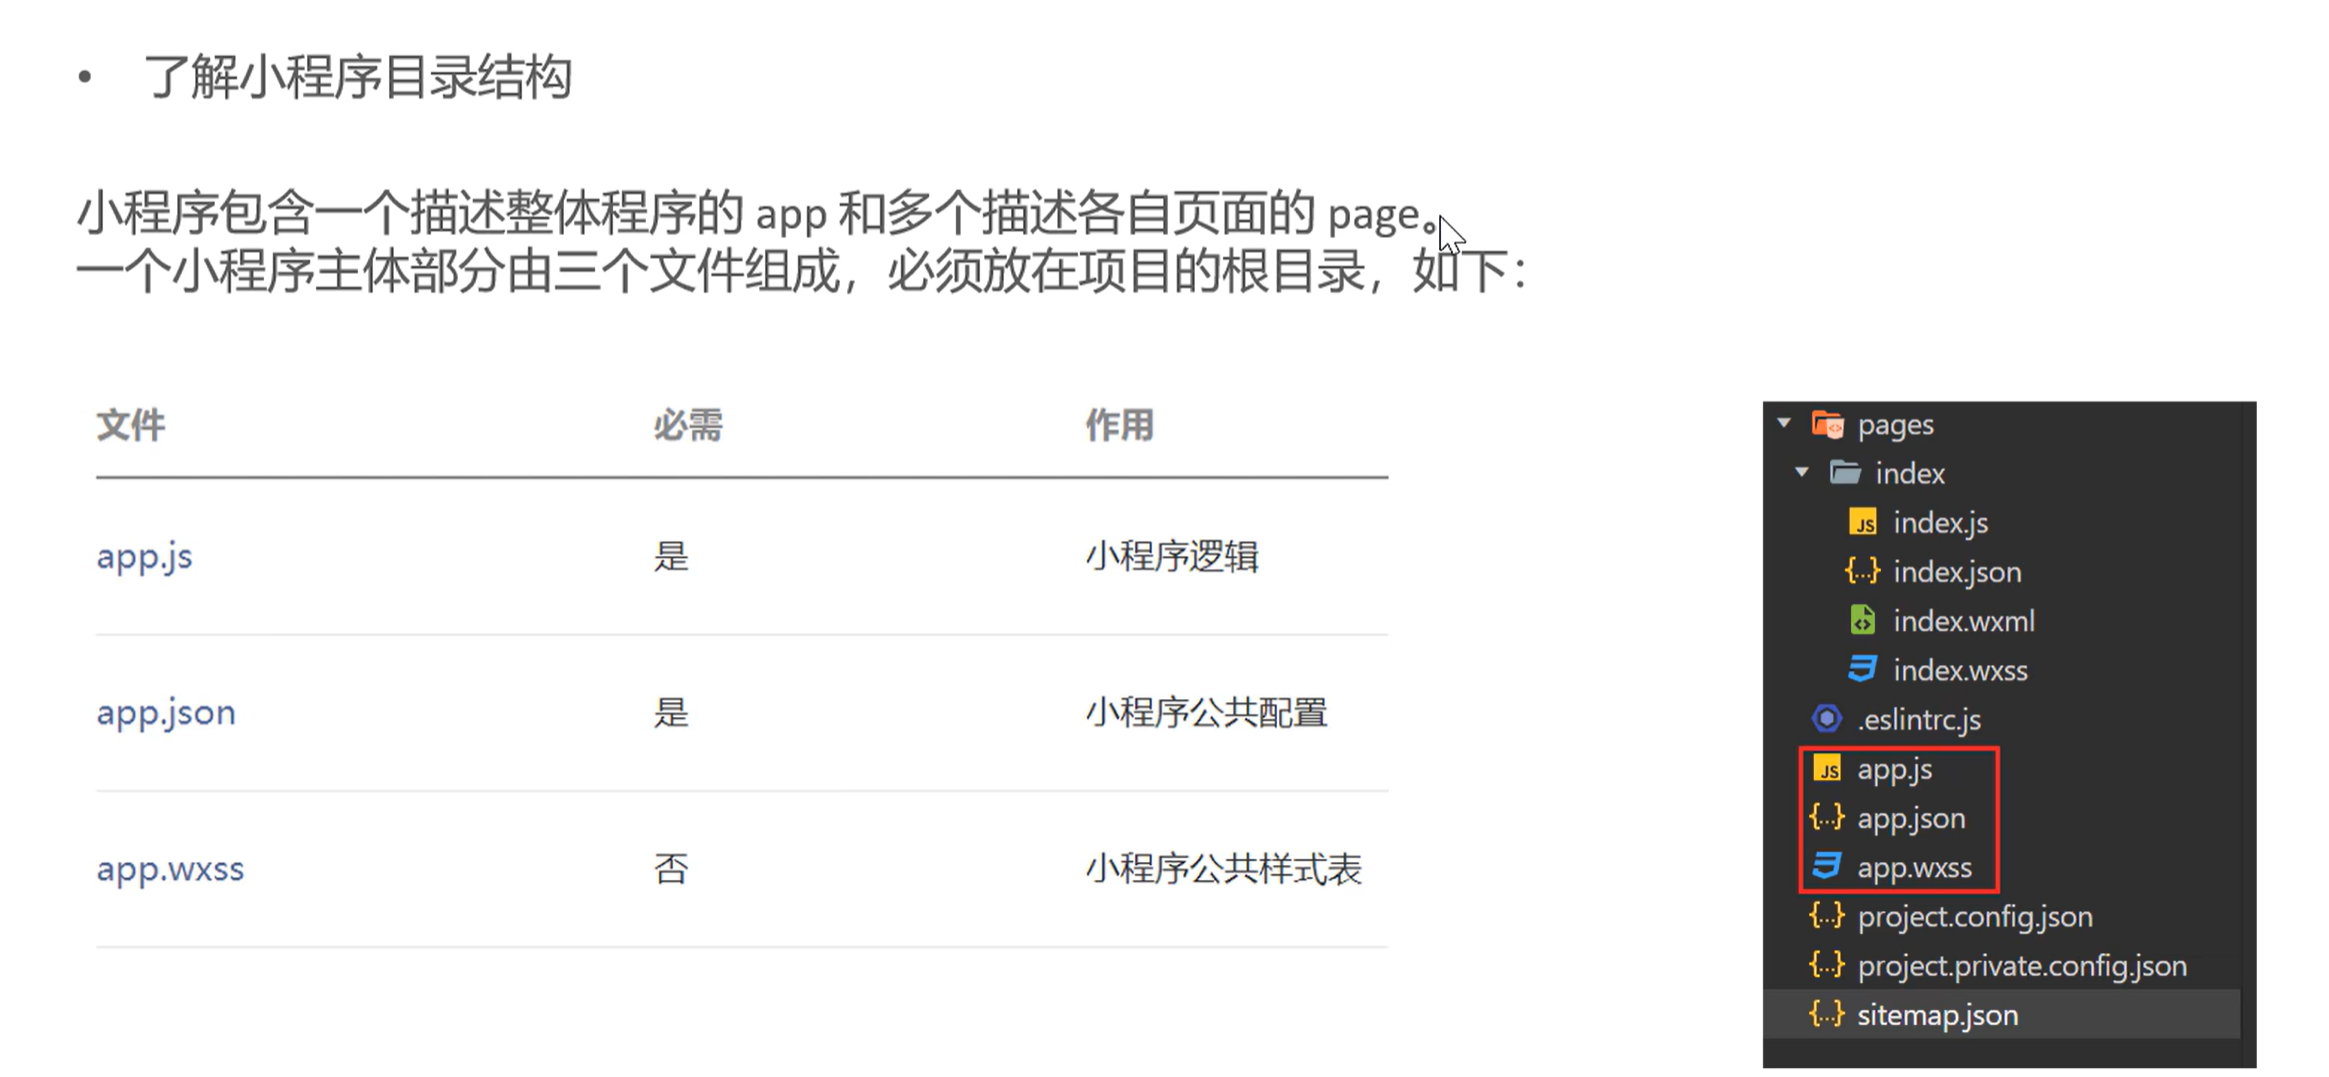 • 了解小程序目录结构
小程序包含一个描述整体程序的 app 和多个描述各自页面的 page。
一个小程序主体部分由三个文件组成，必须放在项目的根目录，如下：
文件 必需 作用
app.js 是 小程序逻辑
app.json 是 小程序公共配置
app.wxss 否 小程序公共样式表
pages
index
JS index.js
{...} index.json
index.wxml
index.wxss
.eslintrc.js
JS app.js
{...} app.json
app.wxss
{...} project.config.json
{...} project.private.config.json
{...} sitemap.json